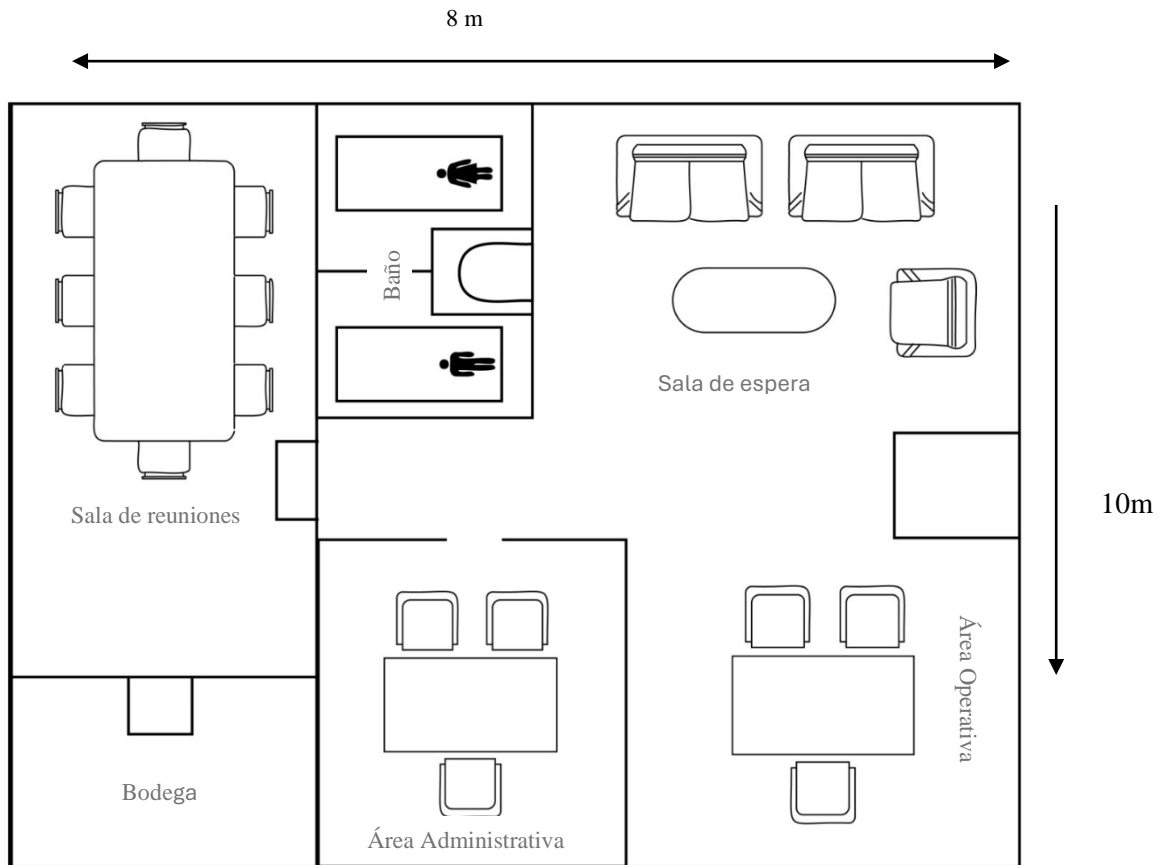 8 m
Baño
Sala de espera
Sala de reuniones
10m
Área Operativa
Bodega
Área Administrativa